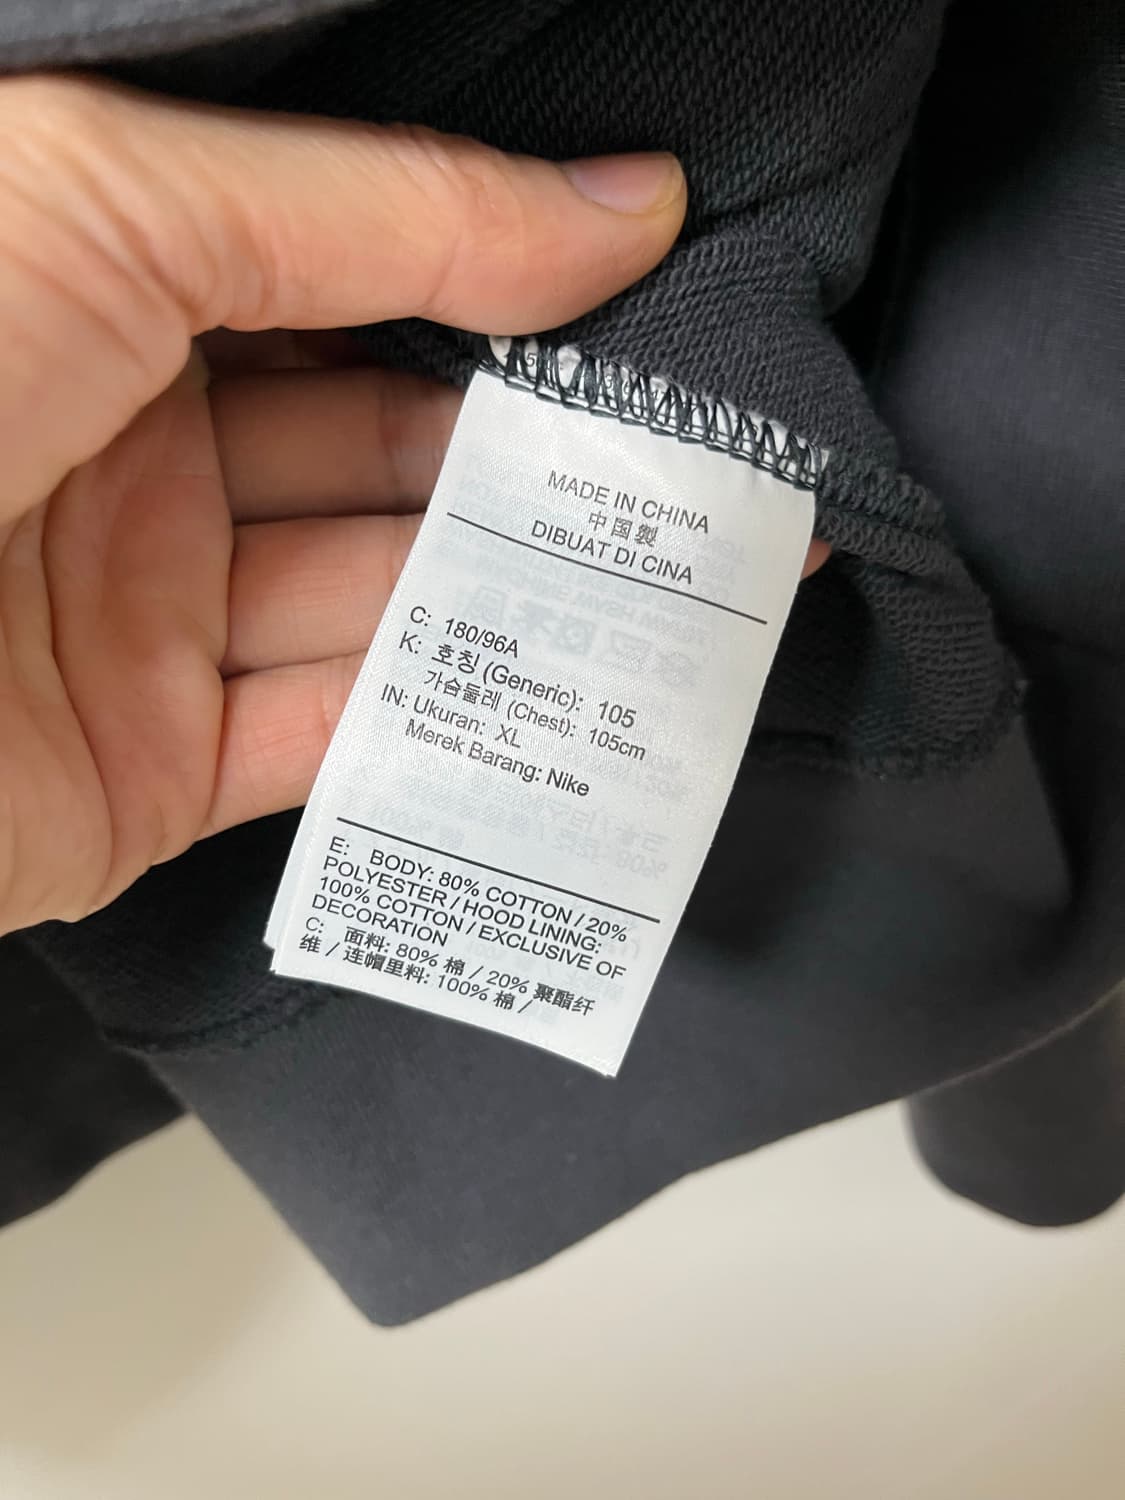 MADE IN CHINA
中国製
DIBUAT DI CINA
C: 180/96A
K: 호칭 (Generic): 105
가슴둘레 (Chest): 105cm
IN: Ukuran: XL
Merek Barang: Nike
E: BODY: 80% COTTON / 20%
POLYESTER / HOOD LINING:
100% COTTON / EXCLUSIVE OF
DECORATION
C: 面料: 80% 棉 / 20% 聚酯纤
维 / 连帽里料: 100% 棉 /